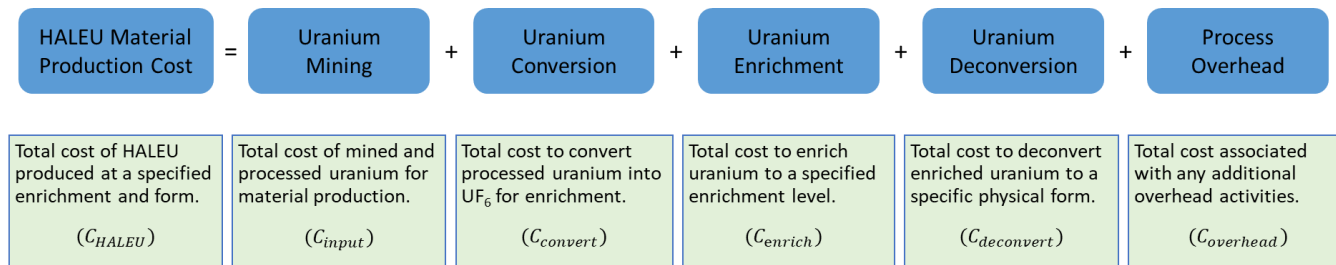 HALEU Material
Production Cost
=
Uranium
Mining
+
Uranium
Conversion
+
Uranium
Enrichment
+
Uranium
Deconversion
+
Process
Overhead
Total cost of HALEU
produced at a specified
enrichment and form.
(C_HALEU)
Total cost of mined and
processed uranium for
material production.
(C_input)
Total cost to convert
processed uranium into
UF₆ for enrichment.
(C_convert)
Total cost to enrich
uranium to a specified
enrichment level.
(C_enrich)
Total cost to deconvert
enriched uranium to a
specific physical form.
(C_deconvert)
Total cost associated
with any additional
overhead activities.
(C_overhead)